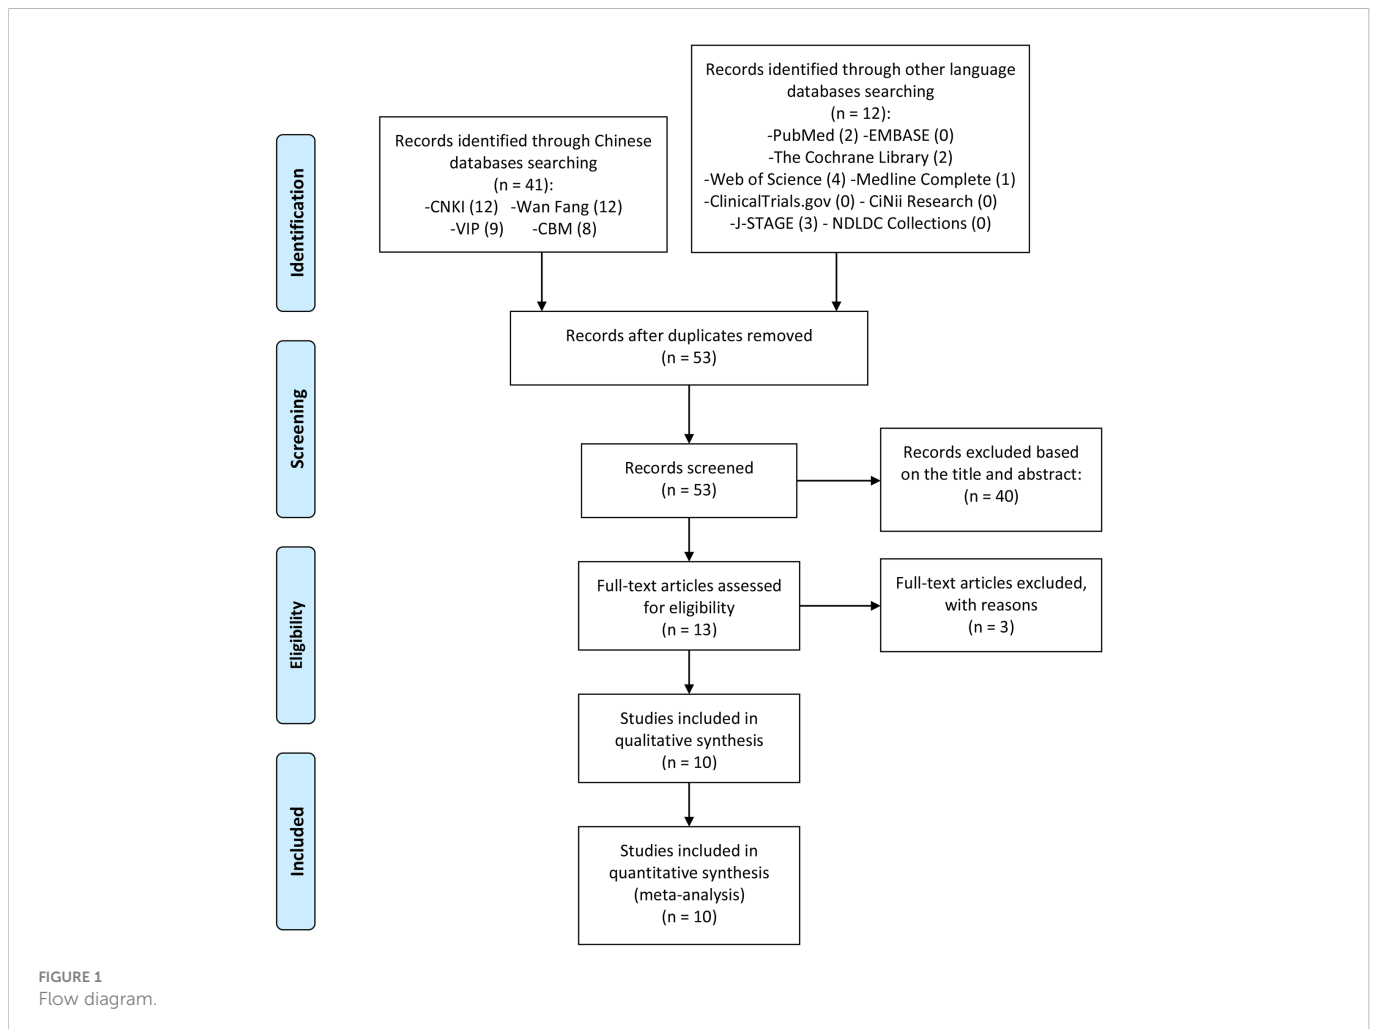 Identification
Records identified through Chinese
databases searching
(n = 41):
-CNKI (12) -Wan Fang (12)
-VIP (9) -CBM (8)
Records identified through other language
databases searching
(n = 12):
-PubMed (2) -EMBASE (0)
-The Cochrane Library (2)
-Web of Science (4) -Medline Complete (1)
-ClinicalTrials.gov (0) - CiNii Research (0)
-J-STAGE (3) - NDLDC Collections (0)
Records after duplicates removed
(n = 53)
Screening
Records screened
(n = 53)
Records excluded based
on the title and abstract:
(n = 40)
Eligibility
Full-text articles assessed
for eligibility
(n = 13)
Full-text articles excluded,
with reasons
(n = 3)
Studies included in
qualitative synthesis
(n = 10)
Included
Studies included in
quantitative synthesis
(meta-analysis)
(n = 10)
FIGURE 1
Flow diagram.